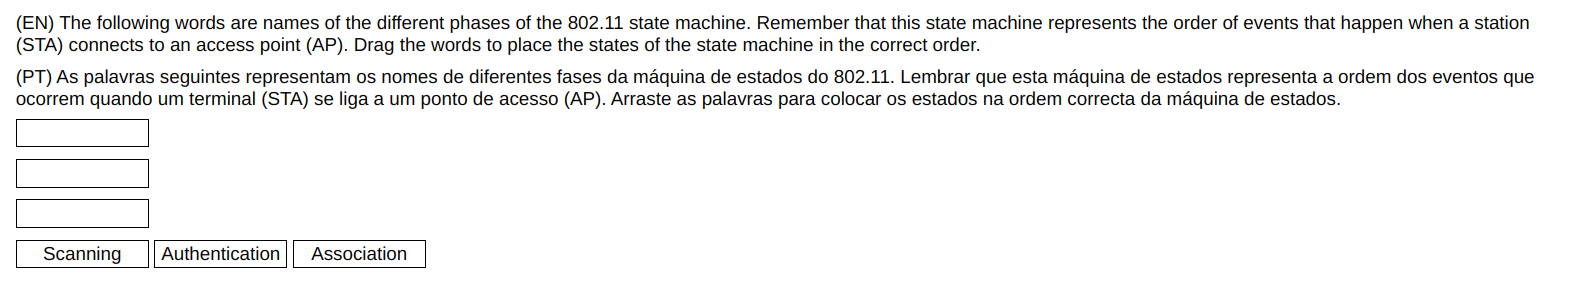 (EN) The following words are names of the different phases of the 802.11 state machine. Remember that this state machine represents the order of events that happen when a station
(STA) connects to an access point (AP). Drag the words to place the states of the state machine in the correct order.
(PT) As palavras seguintes representam os nomes de diferentes fases da máquina de estados do 802.11. Lembrar que esta máquina de estados representa a ordem dos eventos que
ocorrem quando um terminal (STA) se liga a um ponto de acesso (AP). Arraste as palavras para colocar os estados na ordem correcta da máquina de estados.
Scanning Authentication Association